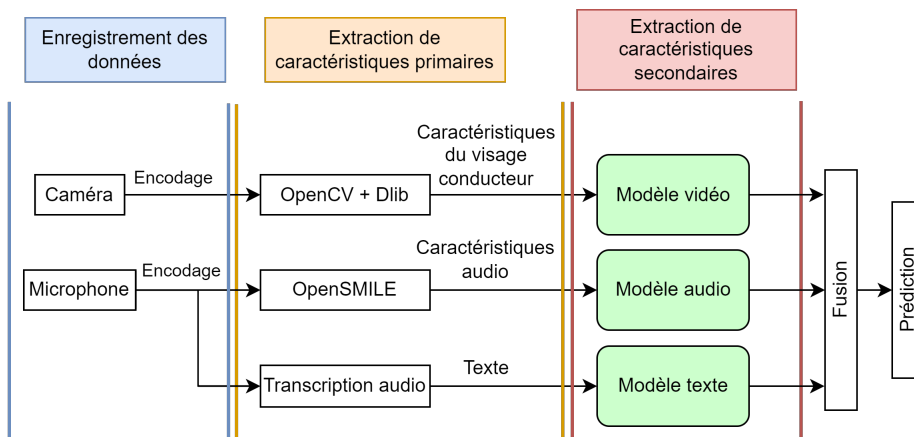 Enregistrement des
données
Extraction de
caractéristiques primaires
Extraction de
caractéristiques
secondaires
Caméra
Encodage
OpenCV + Dlib
Caractéristiques
du visage
conducteur
Modèle vidéo
Microphone
Encodage
OpenSMILE
Caractéristiques
audio
Modèle audio
Transcription audio
Texte
Modèle texte
Fusion
Prédiction